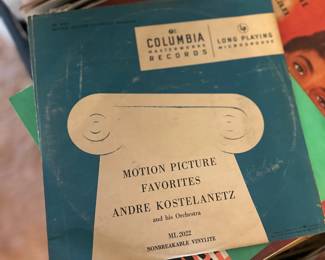 COLUMBIA
MASTERWORKS
RECORDS
LONG PLAYING
MICROGROOVE
MOTION PICTURE
FAVORITES
ANDRE KOSTELANETZ
and his Orchestra
ML 2022
NONBREAKABLE VINYLITE